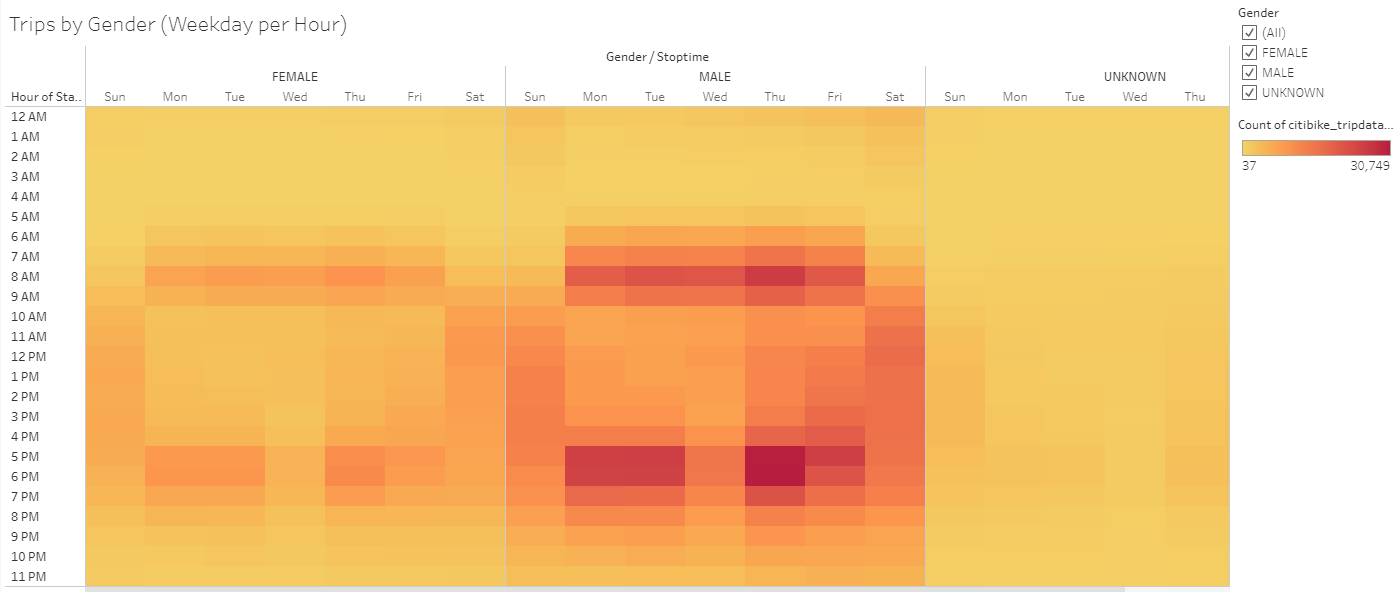 Trips by Gender (Weekday per Hour)
Gender / Stoptime
FEMALE MALE UNKNOWN
Hour of Sta.. Sun Mon Tue Wed Thu Fri Sat Sun Mon Tue Wed Thu Fri Sat Sun Mon Tue Wed Thu
12 AM
1 AM
2 AM
3 AM
4 AM
5 AM
6 AM
7 AM
8 AM
9 AM
10 AM
11 AM
12 PM
1 PM
2 PM
3 PM
4 PM
5 PM
6 PM
7 PM
8 PM
9 PM
10 PM
11 PM
Gender
(All)
FEMALE
MALE
UNKNOWN
Count of citibike_tripdata...
37 30,749